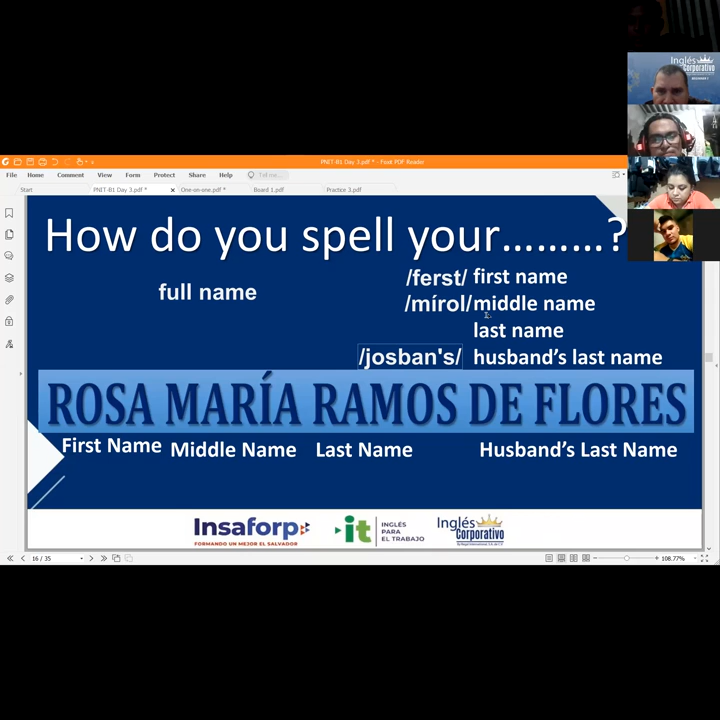 Inglés
Corporativo
PNIT-B1 Day 3.pdf * - Foxit PDF Reader
File Home Comment View Form Protect Share Help Tell me...
Start PNIT-B1 Day 3.pdf * One-on-one.pdf * Board 1.pdf Practice 3.pdf
How do you spell your.........?
full name
/ferst/ first name
/mírol/ middle name
last name
/josban's/ husband's last name
ROSA MARÍA RAMOS DE FLORES
First Name Middle Name Last Name Husband's Last Name
Insaforp
FORMANDO UN MEJOR EL SALVADOR
it INGLÉS
PARA
EL TRABAJO
Inglés
Corporativo
16 / 35
108.77%